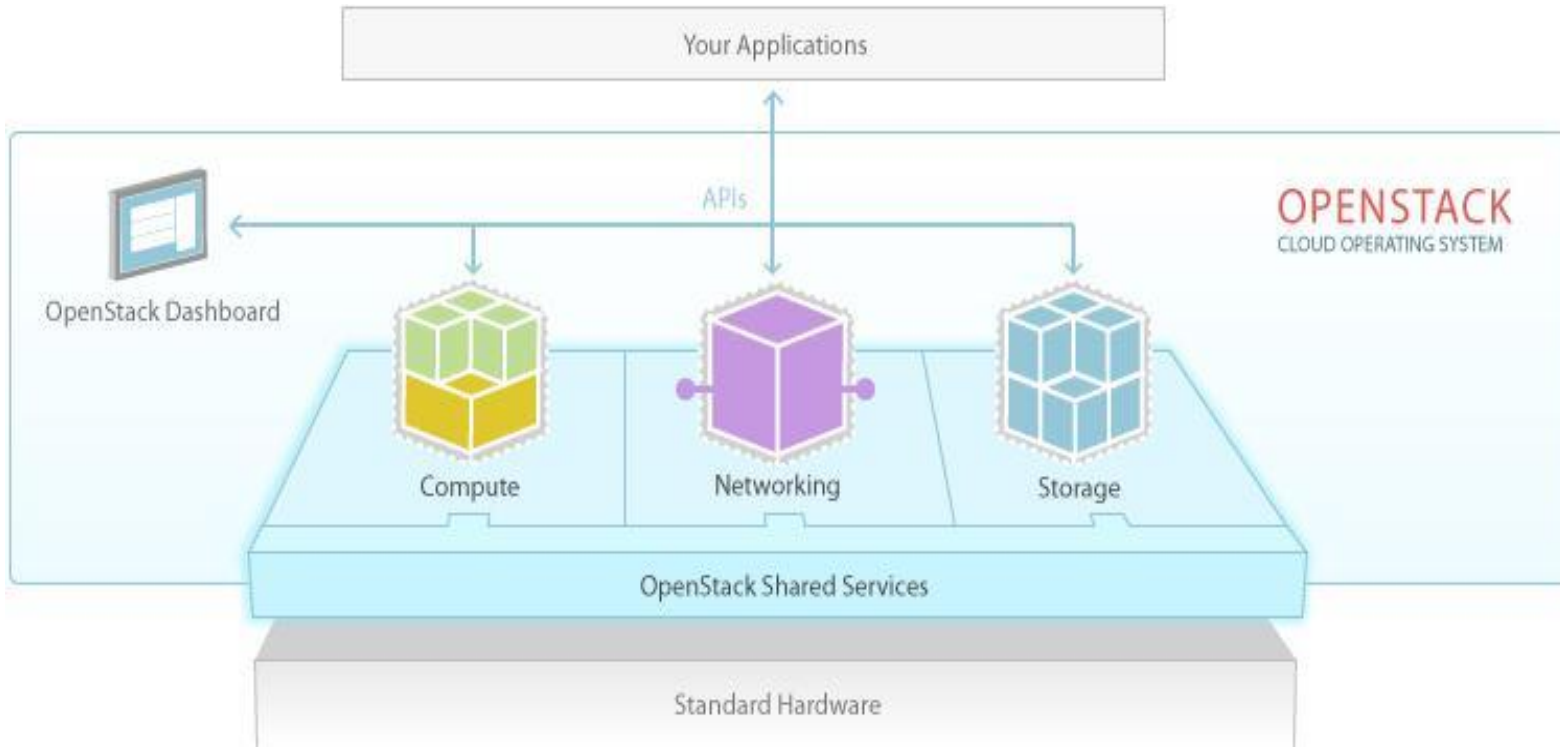 Your Applications
APIs
OPENSTACK
CLOUD OPERATING SYSTEM
OpenStack Dashboard
Compute
Networking
Storage
OpenStack Shared Services
Standard Hardware